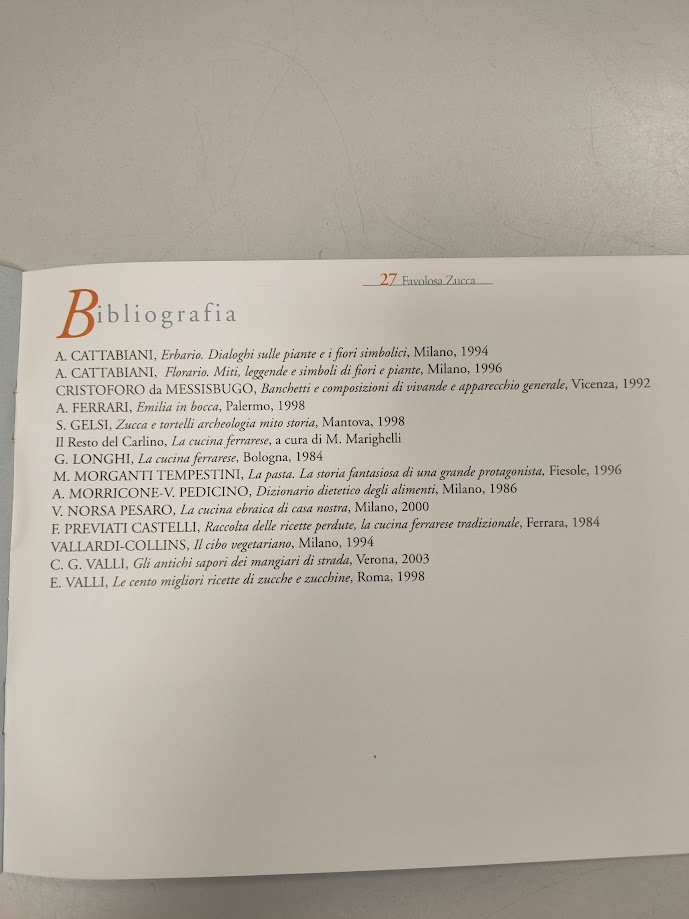 27 Favolosa Zucca
Bibliografia
A. CATTABIANI, Erbario. Dialoghi sulle piante e i fiori simbolici, Milano, 1994
A. CATTABIANI, Florario. Miti, leggende e simboli di fiori e piante, Milano, 1996
CRISTOFORO da MESSISBUGO, Banchetti e composizioni di vivande e apparecchio generale, Vicenza, 1992
A. FERRARI, Emilia in bocca, Palermo, 1998
S. GELSI, Zucca e tortelli archeologia mito storia, Mantova, 1998
Il Resto del Carlino, La cucina ferrarese, a cura di M. Marighelli
G. LONGHI, La cucina ferrarese, Bologna, 1984
M. MORGANTI TEMPESTINI, La pasta. La storia fantasiosa di una grande protagonista, Fiesole, 1996
A. MORRICONE-V. PEDICINO, Dizionario dietetico degli alimenti, Milano, 1986
V. NORSA PESARO, La cucina ebraica di casa nostra, Milano, 2000
F. PREVIATI CASTELLI, Raccolta delle ricette perdute, la cucina ferrarese tradizionale, Ferrara, 1984
VALLARDI-COLLINS, Il cibo vegetariano, Milano, 1994
C. G. VALLI, Gli antichi sapori dei mangiari di strada, Verona, 2003
E. VALLI, Le cento migliori ricette di zucche e zucchine, Roma, 1998